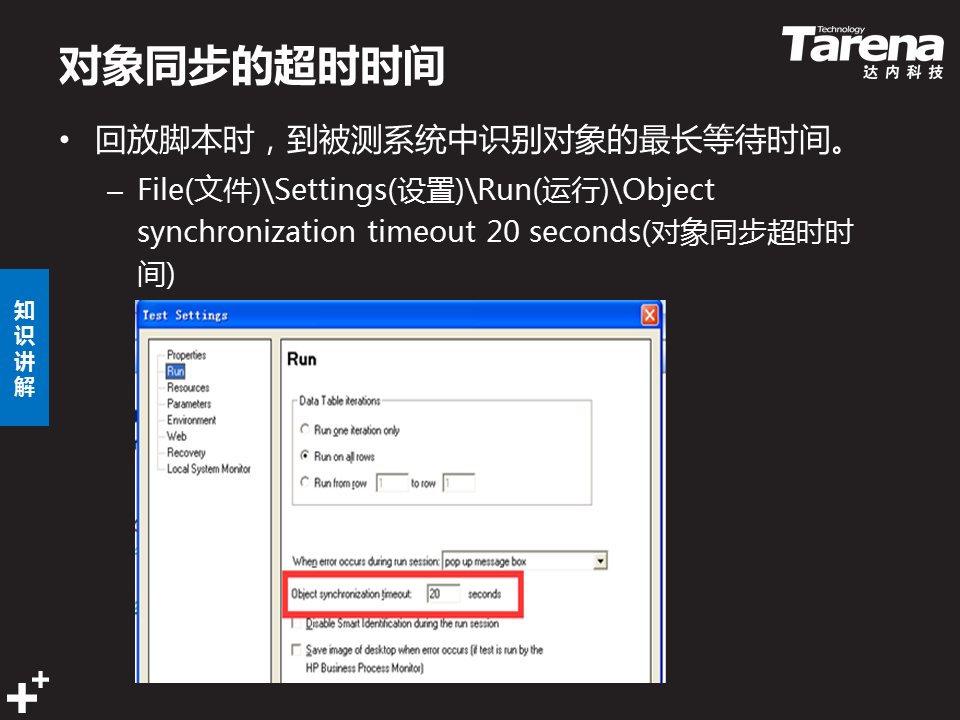 对象同步的超时时间
Technology
Tarena
达内科技
• 回放脚本时，到被测系统中识别对象的最长等待时间。
– File(文件)\Settings(设置)\Run(运行)\Object
synchronization timeout 20 seconds(对象同步超时时
间)
知识讲解
Test Settings
Properties
Run
Resources
Parameters
Environment
Web
Recovery
Local System Monitor
Run
Data Table iterations
Run one iteration only
Run on all rows
Run from row 1 to row 1
When error occurs during run session: pop up message box
Object synchronization timeout: 20 seconds
Disable Smart Identification during the run session
Save image of desktop when error occurs (if test is run by the
HP Business Process Monitor)